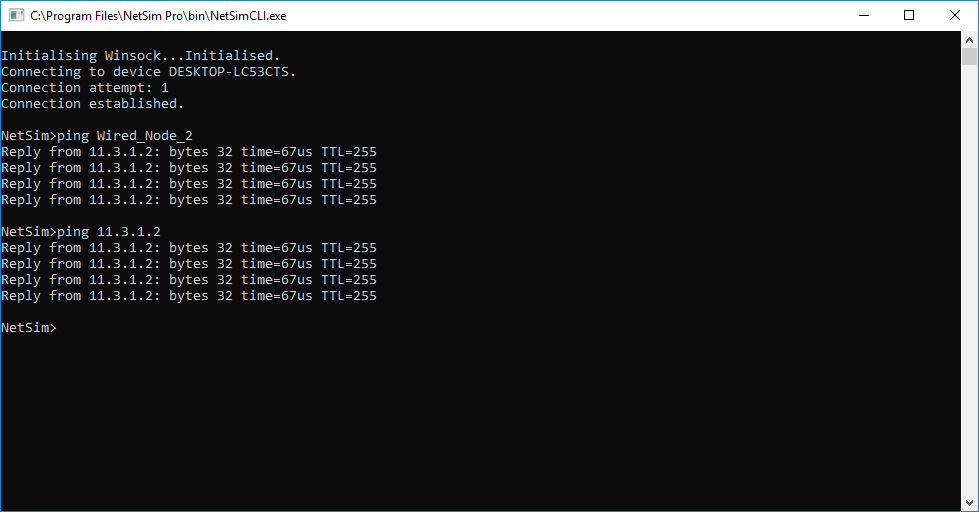 C:\Program Files\NetSim Pro\bin\NetSimCLI.exe
Initialising Winsock...Initialised.
Connecting to device DESKTOP-LC53CTS.
Connection attempt: 1
Connection established.
NetSim>ping Wired_Node_2
Reply from 11.3.1.2: bytes 32 time=67us TTL=255
Reply from 11.3.1.2: bytes 32 time=67us TTL=255
Reply from 11.3.1.2: bytes 32 time=67us TTL=255
Reply from 11.3.1.2: bytes 32 time=67us TTL=255
NetSim>ping 11.3.1.2
Reply from 11.3.1.2: bytes 32 time=67us TTL=255
Reply from 11.3.1.2: bytes 32 time=67us TTL=255
Reply from 11.3.1.2: bytes 32 time=67us TTL=255
Reply from 11.3.1.2: bytes 32 time=67us TTL=255
NetSim>